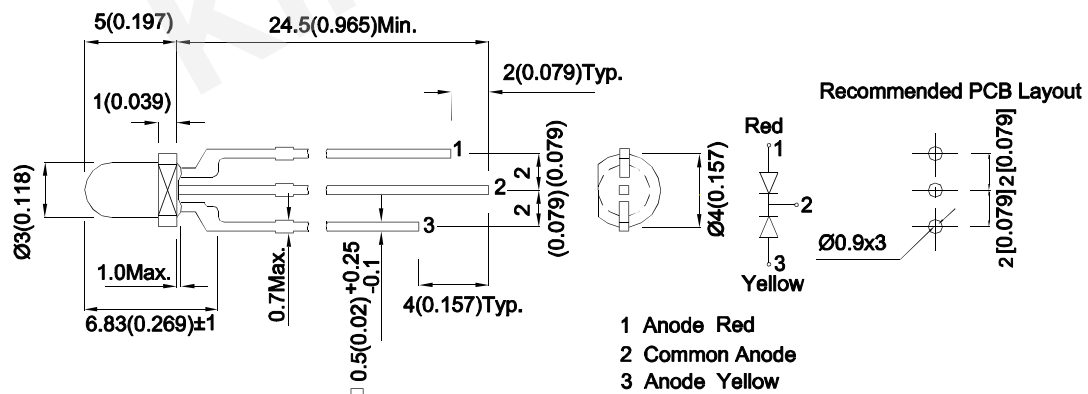 5(0.197)
24.5(0.965)Min.
2(0.079)Typ.
1(0.039)
Recommended PCB Layout
Red
1
1
2
(0.079)
2
2
(0.079)
Ø3(0.118)
3
Ø4(0.157)
2
2[0.079]
2[0.079]
Ø0.9x3
3
Yellow
1.0Max.
0.7Max.
0.5(0.02)+0.25
-0.1
4(0.157)Typ.
6.83(0.269)±1
1 Anode Red
2 Common Anode
3 Anode Yellow